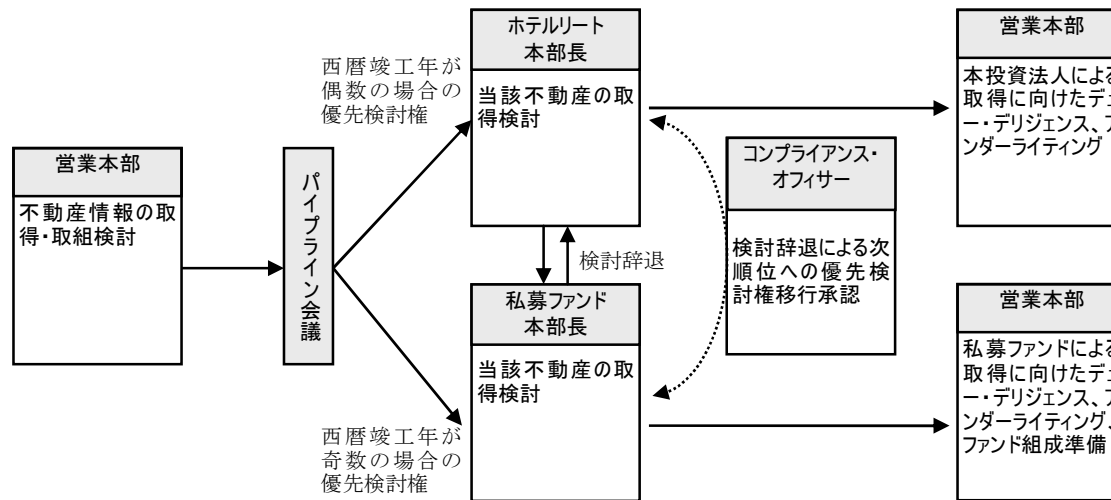 営業本部
不動産情報の取
得・取組検討
パイプライン会議
西暦竣工年が
偶数の場合の
優先検討権
西暦竣工年が
奇数の場合の
優先検討権
ホテルリート
本部長
当該不動産の取
得検討
検討辞退
私募ファンド
本部長
当該不動産の取
得検討
コンプライアンス・
オフィサー
検討辞退による次
順位への優先検
討権移行承認
営業本部
本投資法人による
取得に向けたデュ
ー・デリジェンス、ア
ンダーライティング
営業本部
私募ファンドによる
取得に向けたデュ
ー・デリジェンス、ア
ンダーライティング、
ファンド組成準備